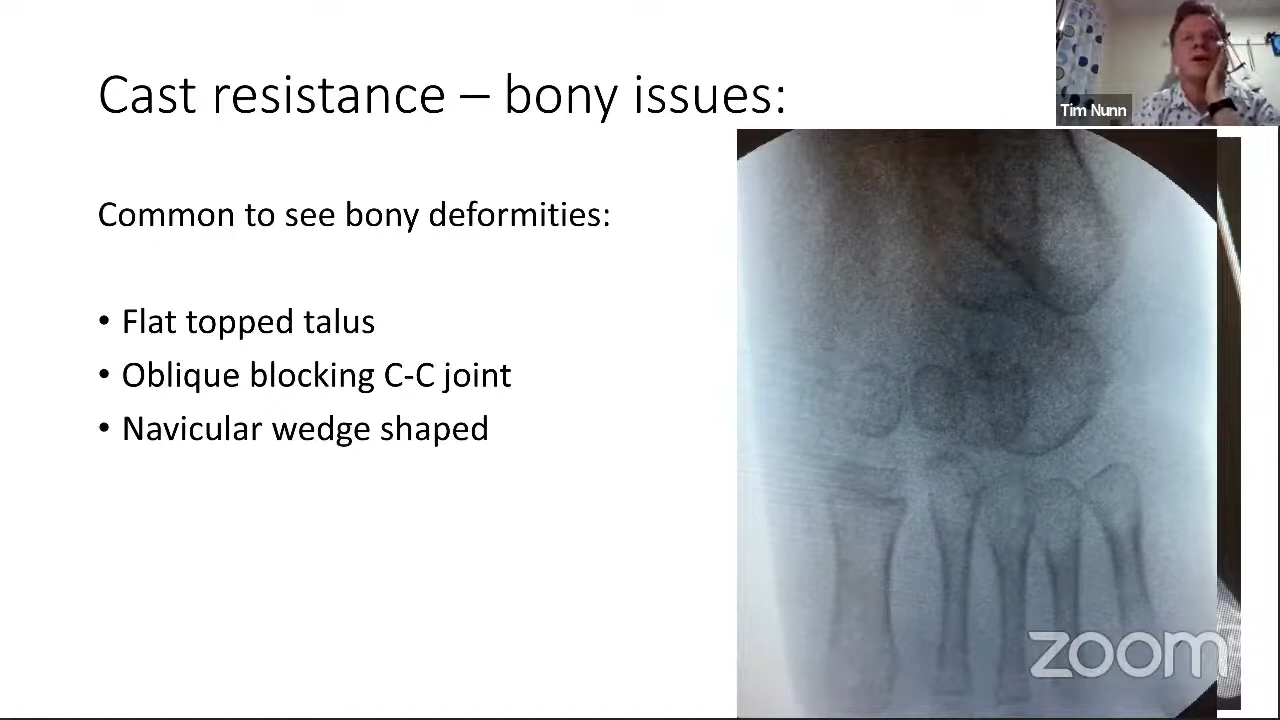 Cast resistance – bony issues:
Tim Nunn
Common to see bony deformities:
• Flat topped talus
• Oblique blocking C-C joint
• Navicular wedge shaped
zoom